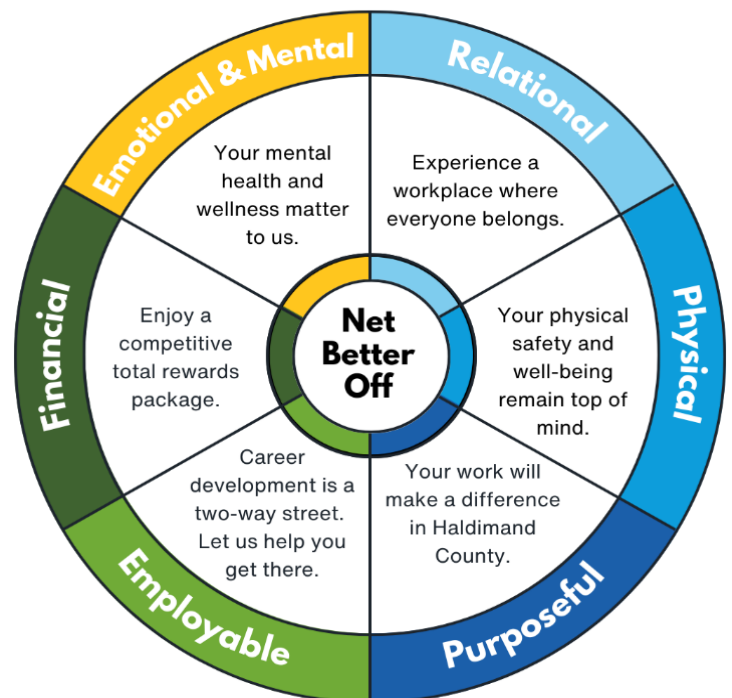 Emotional & Mental
Your mental
health and
wellness matter
to us.
Relational
Experience a
workplace where
everyone belongs.
Physical
Your physical
safety and
well-being
remain top of
mind.
Purposeful
Your work will
make a difference
in Haldimand
County.
Employable
Career
development is a
two-way street.
Let us help you
get there.
Financial
Enjoy a
competitive
total rewards
package.
Net
Better
Off